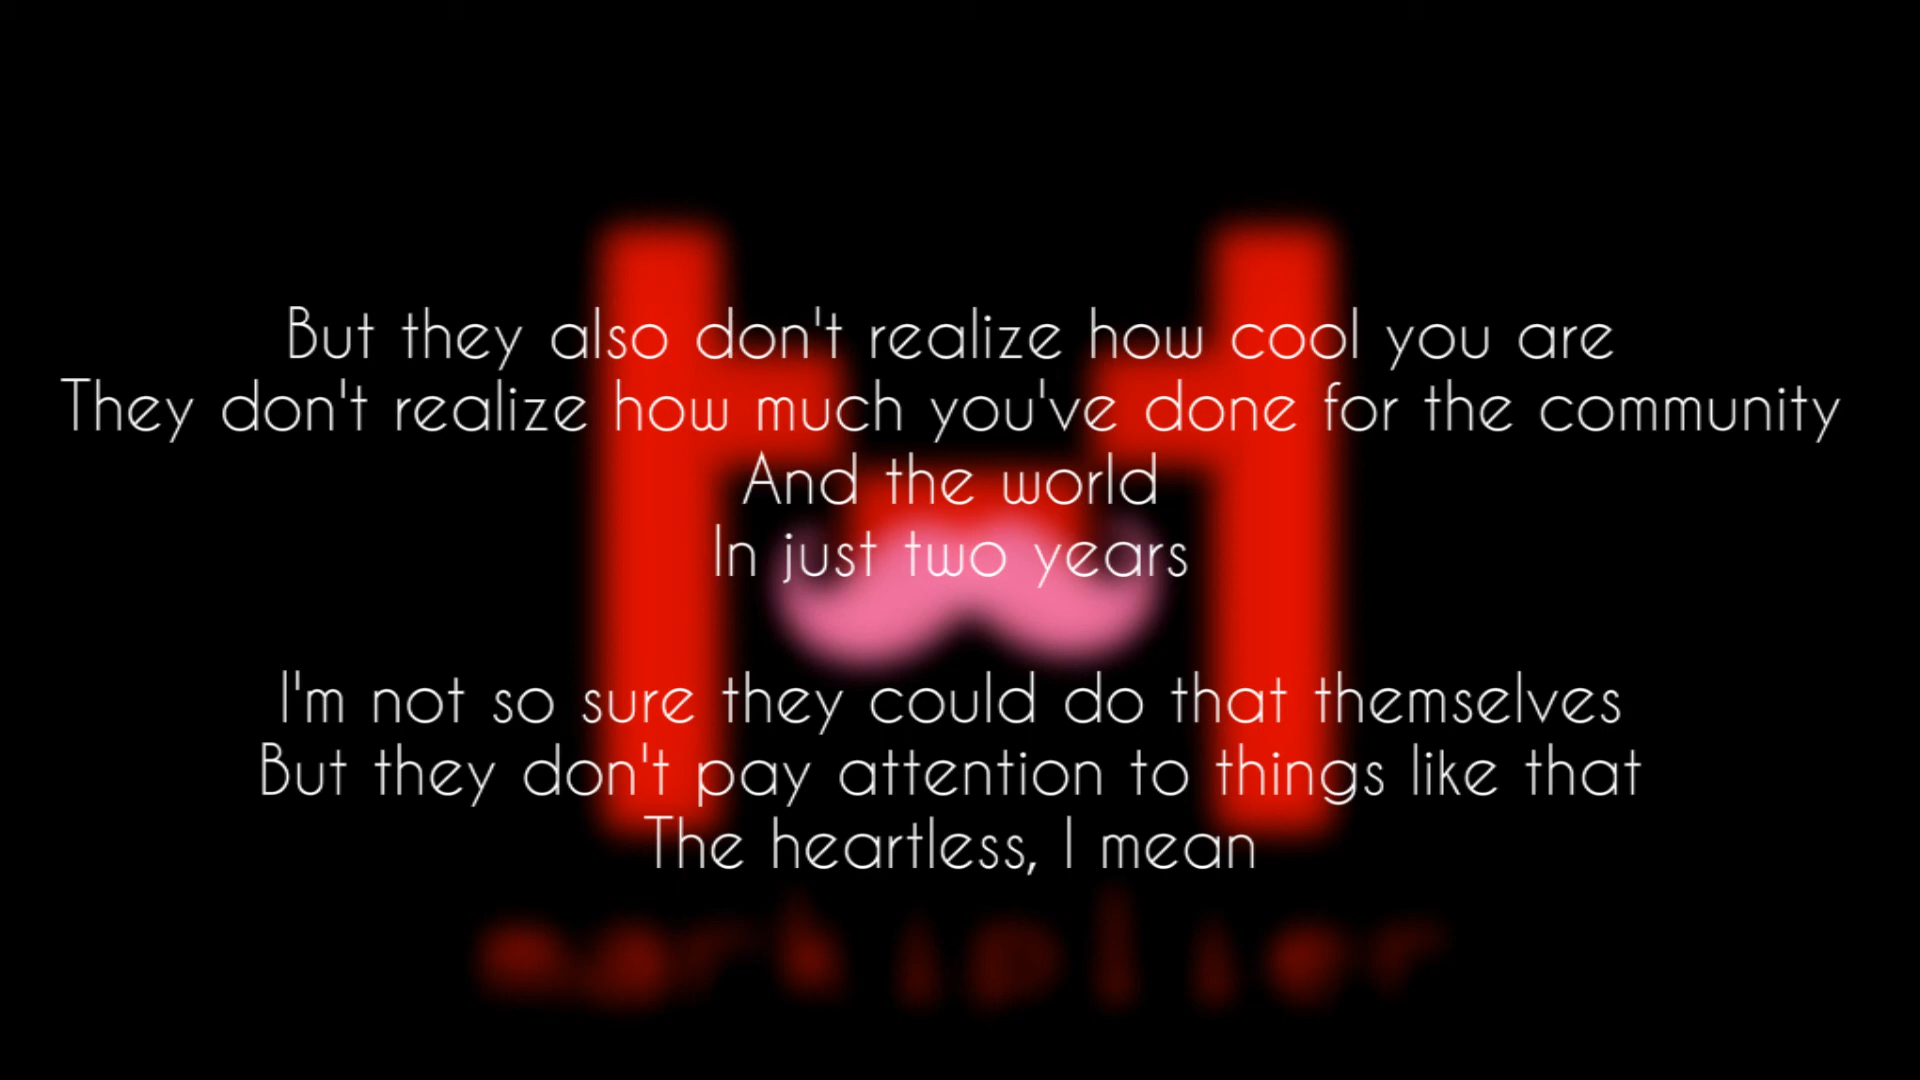 But they also don't realize how cool you are
They don't realize how much you've done for the community
And the world
In just two years
I'm not so sure they could do that themselves
But they don't pay attention to things like that
The heartless, I mean
markiplier